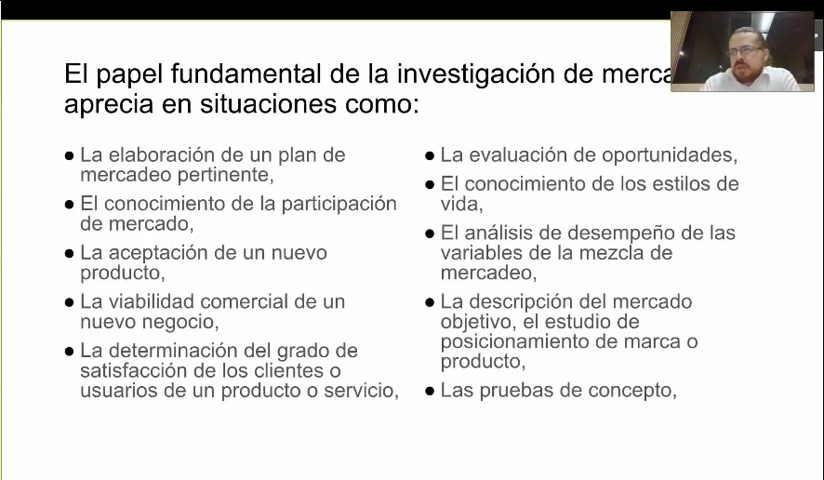 El papel fundamental de la investigación de
aprecia en situaciones como:
● La elaboración de un plan de
mercadeo pertinente,
● El conocimiento de la participación
de mercado,
● La aceptación de un nuevo
producto,
● La viabilidad comercial de un
nuevo negocio,
● La determinación del grado de
satisfacción de los clientes o
usuarios de un producto o servicio,
● La evaluación de oportunidades,
● El conocimiento de los estilos de
vida,
● El análisis de desempeño de las
variables de la mezcla de
mercadeo,
● La descripción del mercado
objetivo, el estudio de
posicionamiento de marca o
producto,
● Las pruebas de concepto,